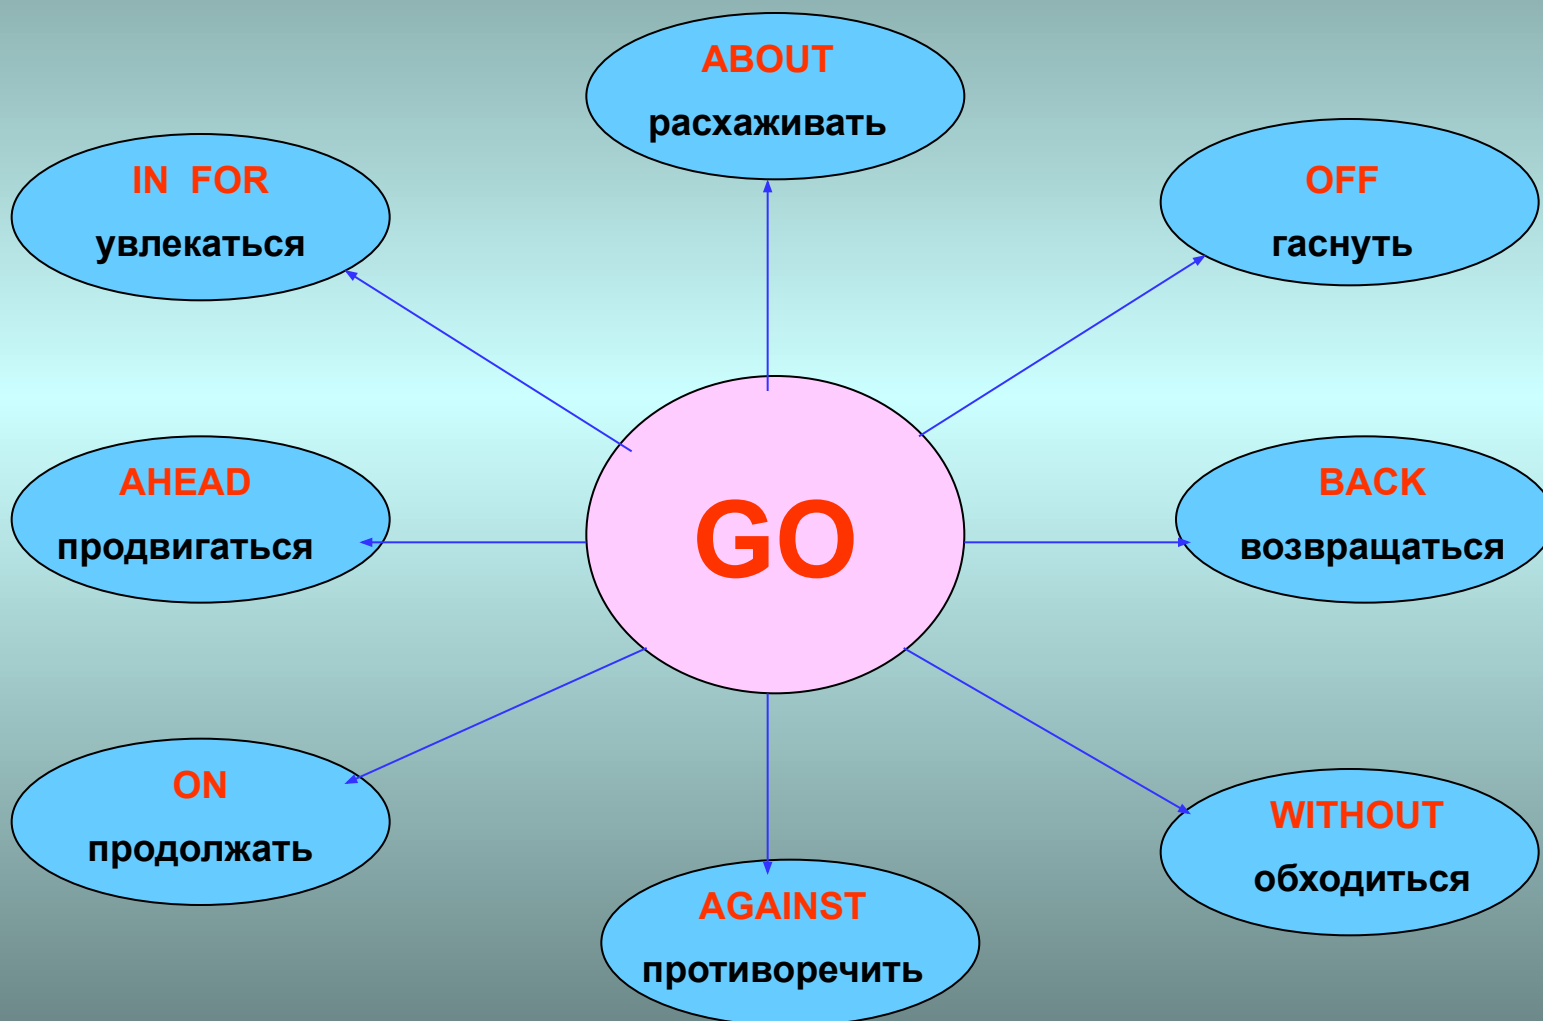 ABOUT
расхаживать
IN FOR
увлекаться
OFF
гаснуть
AHEAD
продвигаться
GO
BACK
возвращаться
ON
продолжать
WITHOUT
обходиться
AGAINST
противоречить